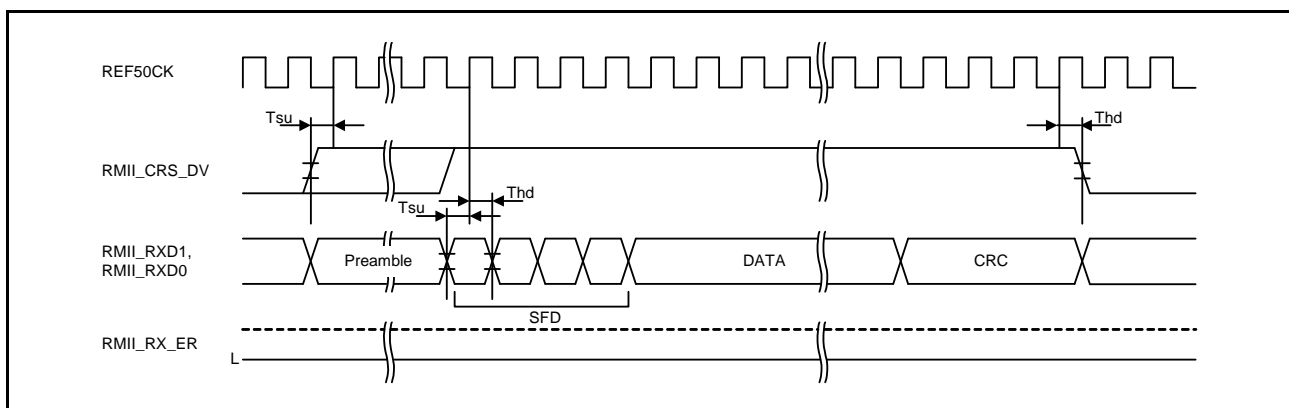 REF50CK
Tsu
Thd
RMII_CRS_DV
Thd
Tsu
RMII_RXD1,
RMII_RXD0
Preamble
DATA
CRC
SFD
RMII_RX_ER
L